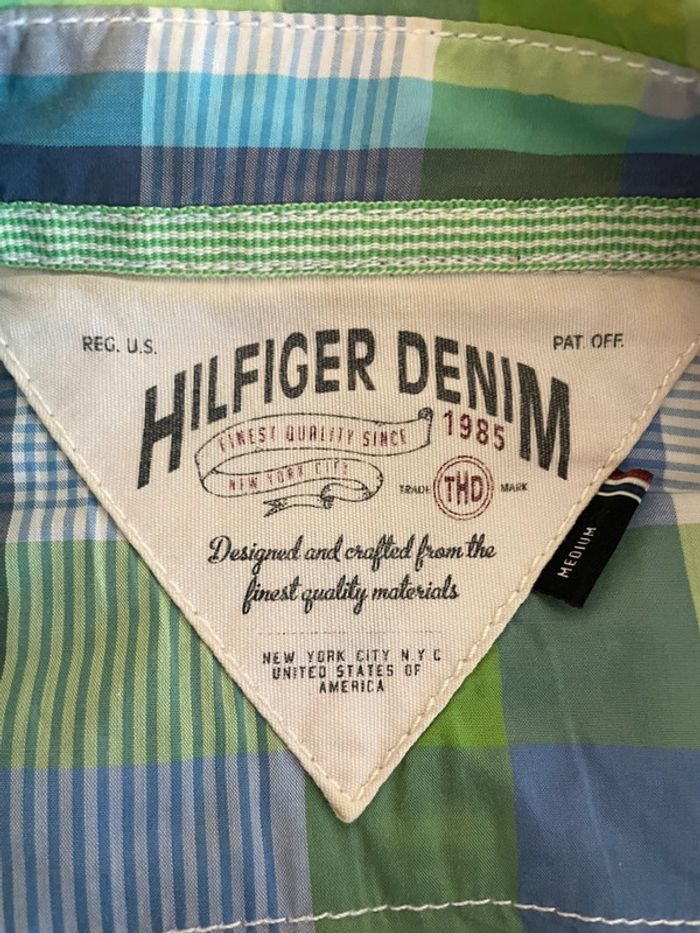 REG. U.S.
PAT. OFF.
HILFIGER DENIM
FINEST QUALITY SINCE 1985
NEW YORK CITY
TRADE THD MARK
MEDIUM
Designed and crafted from the
finest quality materials
NEW YORK CITY N.Y C
UNITED STATES OF
AMERICA